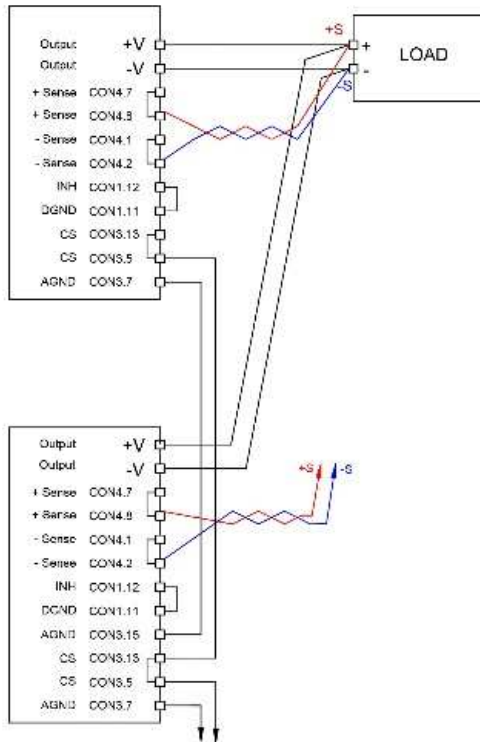 Output +V
Output -V
+ Sense CON4.7
+ Sense CON4.8
- Sense CON4.1
- Sense CON4.2
INH CON1.12
DGND CON1.11
CS CON3.13
CS CON3.5
AGND CON3.7
+S
+
-
-S
LOAD
Output +V
Output -V
+ Sense CON4.7
+ Sense CON4.8
- Sense CON4.1
- Sense CON4.2
INH CON1.12
DGND CON1.11
AGND CON3.15
CS CON3.13
CS CON3.5
AGND CON3.7
+S -S